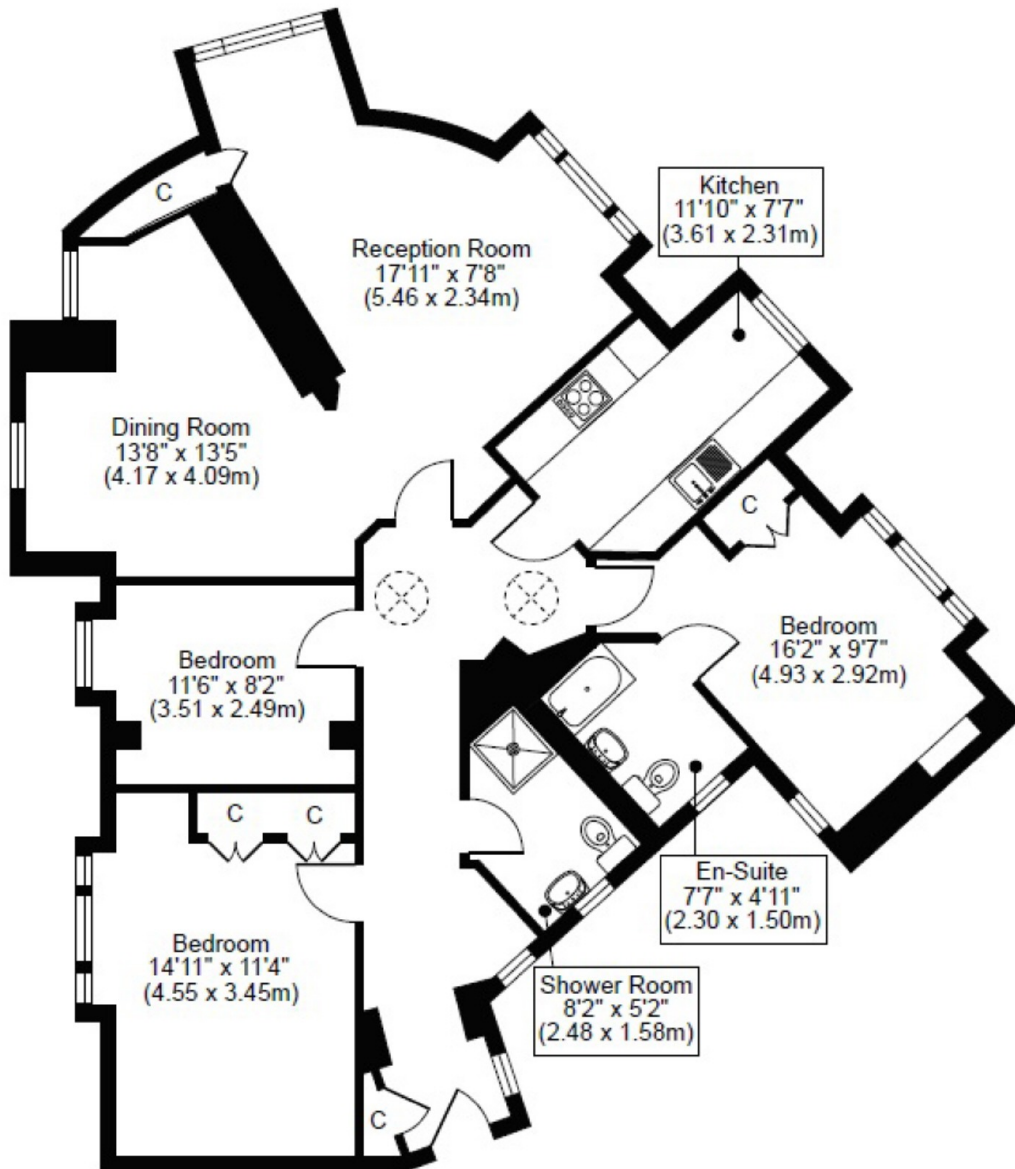 C
Reception Room
17'11" x 7'8"
(5.46 x 2.34m)
Kitchen
11'10" x 7'7"
(3.61 x 2.31m)
Dining Room
13'8" x 13'5"
(4.17 x 4.09m)
C
Bedroom
16'2" x 9'7"
(4.93 x 2.92m)
Bedroom
11'6" x 8'2"
(3.51 x 2.49m)
C
C
En-Suite
7'7" x 4'11"
(2.30 x 1.50m)
Bedroom
14'11" x 11'4"
(4.55 x 3.45m)
Shower Room
8'2" x 5'2"
(2.48 x 1.58m)
C